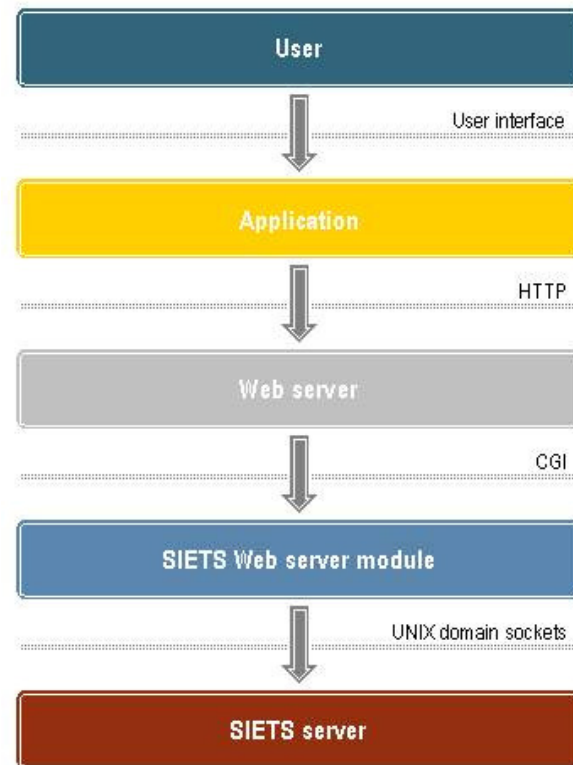 User
User interface
Application
HTTP
Web server
CGI
SIETS Web server module
UNIX domain sockets
SIETS server